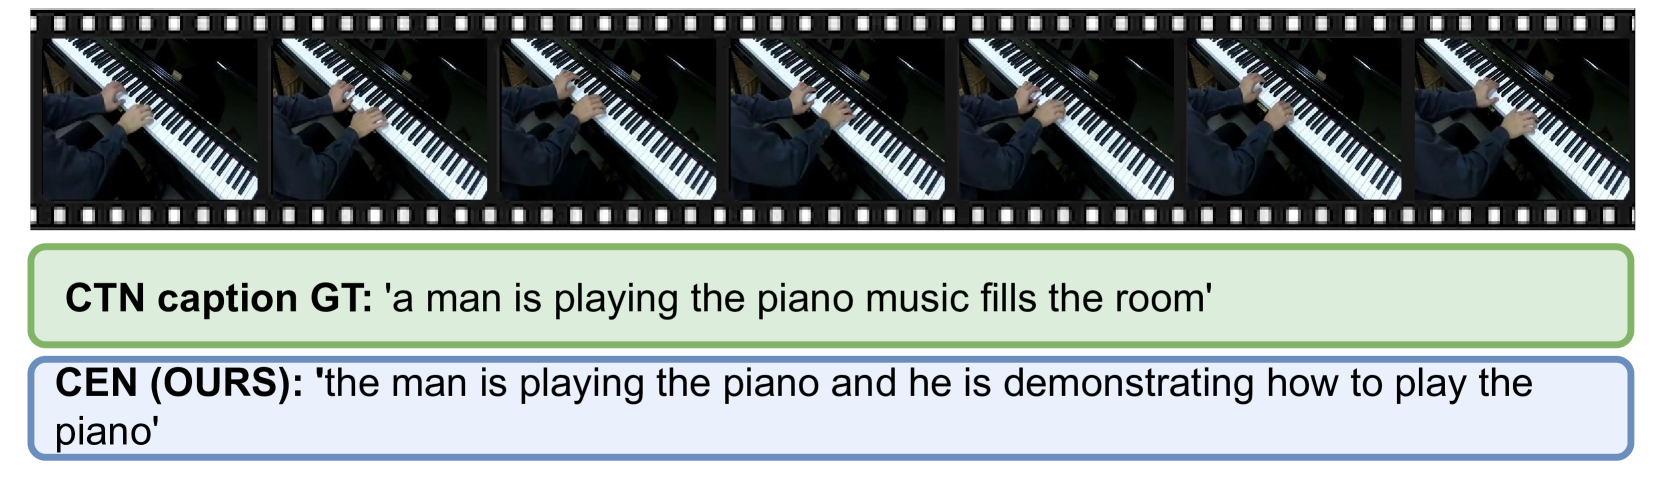 CTN caption GT: 'a man is playing the piano music fills the room'
CEN (OURS): 'the man is playing the piano and he is demonstrating how to play the
piano'